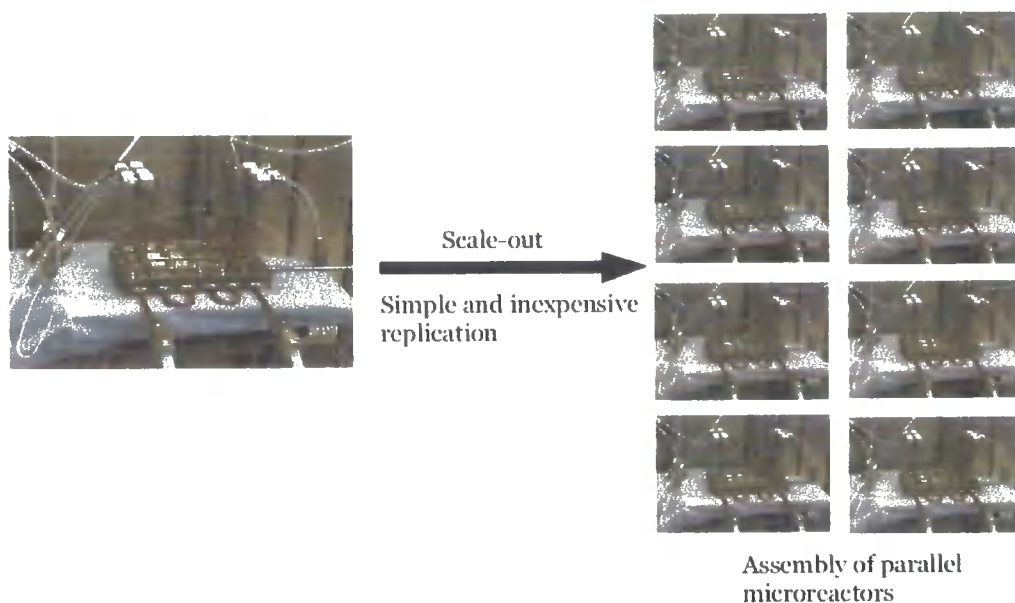 Scale-out
Simple and inexpensive
replication
Assembly of parallel
microreactors